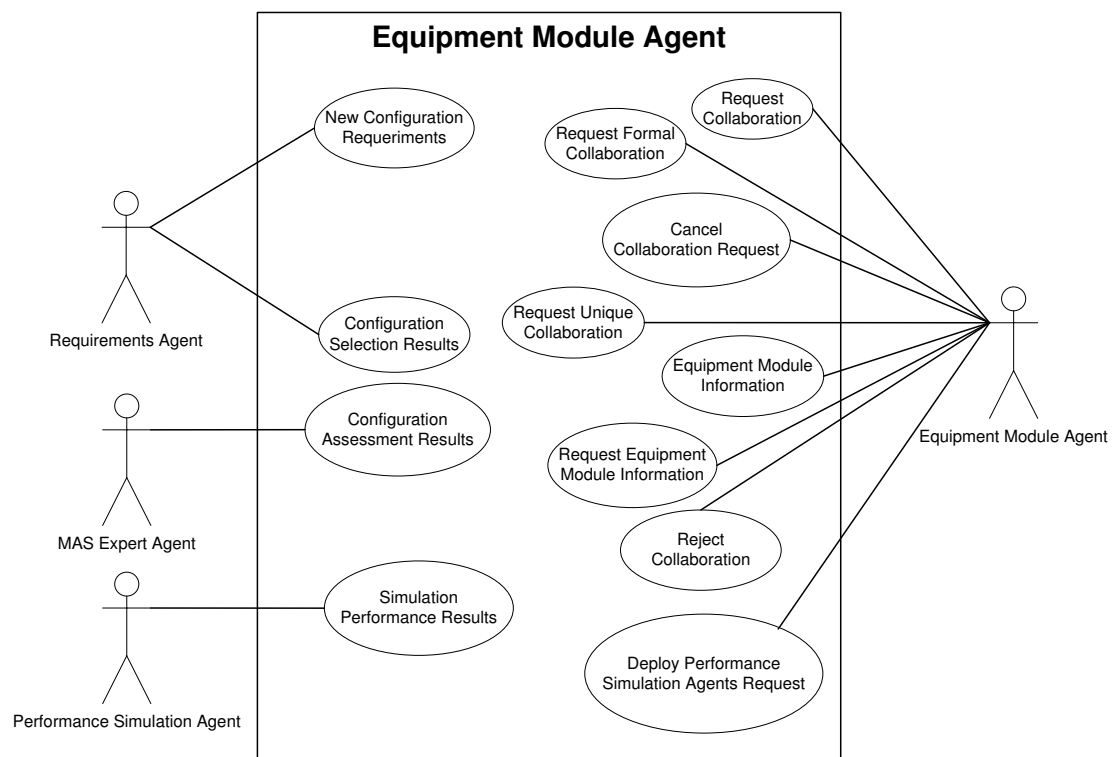 Equipment Module Agent
New Configuration
Requeriments
Request
Collaboration
Request Formal
Collaboration
Cancel
Collaboration Request
Requirements Agent
Configuration
Selection Results
Request Unique
Collaboration
Equipment Module
Information
Equipment Module Agent
Configuration
Assessment Results
Request Equipment
Module Information
MAS Expert Agent
Reject
Collaboration
Simulation
Performance Results
Deploy Performance
Simulation Agents Request
Performance Simulation Agent